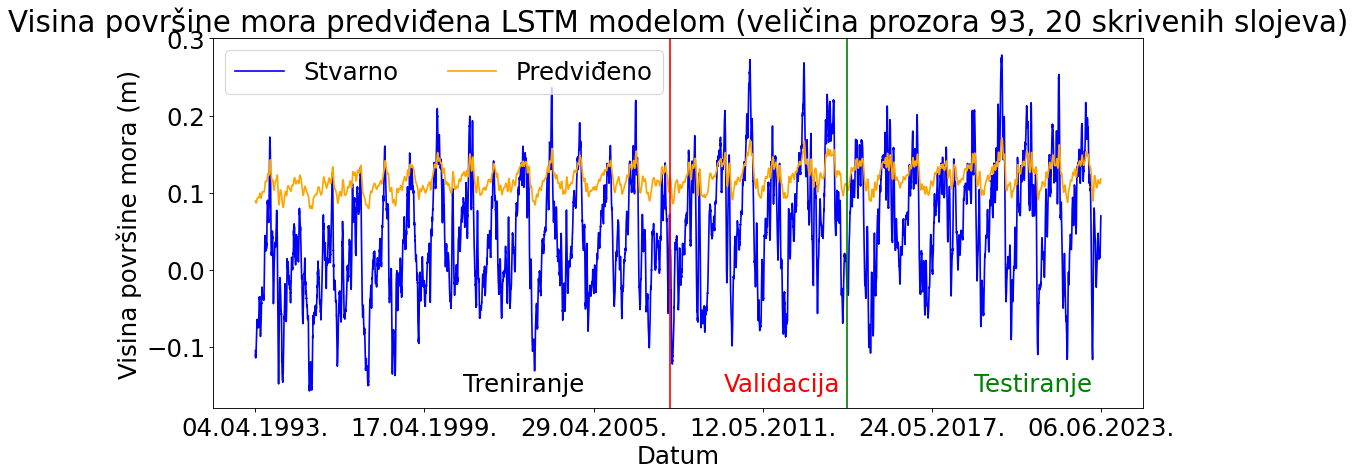 Visina površine mora predviđena LSTM modelom (veličina prozora 93, 20 skrivenih slojeva)
0.3
Stvarno
Predviđeno
0.2
0.1
0.0
−0.1
Visina površine mora (m)
Treniranje
Validacija
Testiranje
04.04.1993.
17.04.1999.
29.04.2005.
12.05.2011.
24.05.2017.
06.06.2023.
Datum